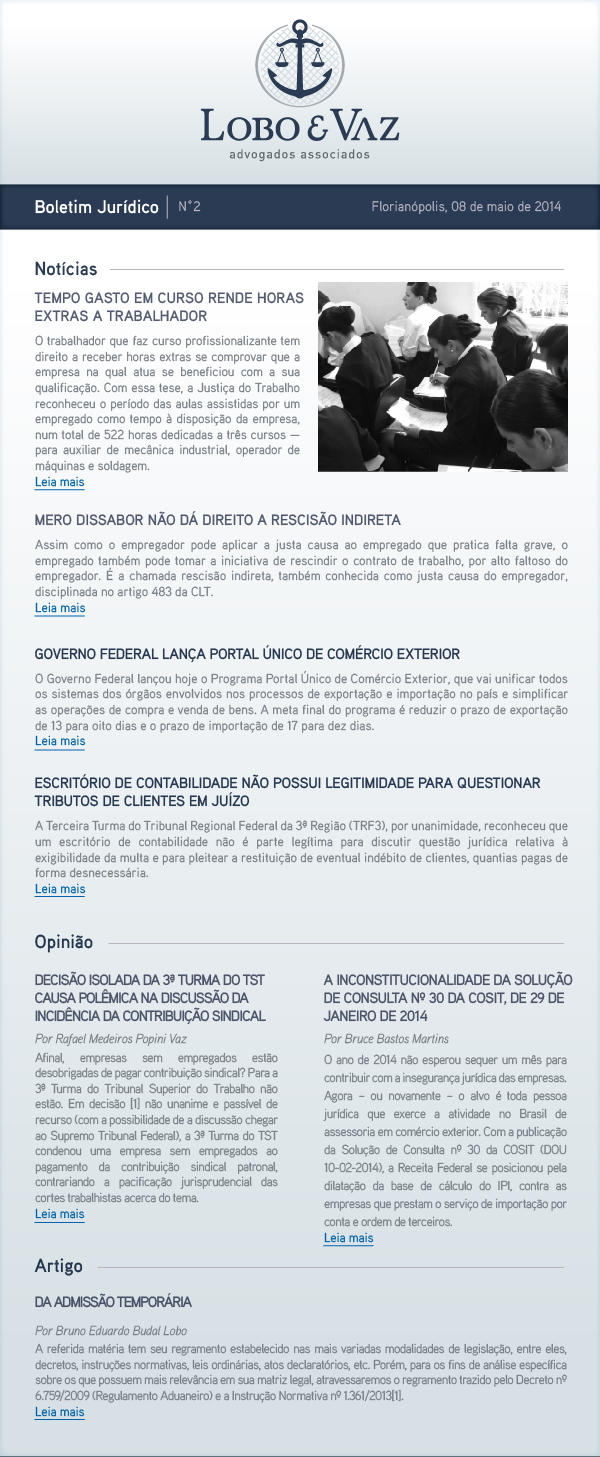 LOBO & VAZ
advogados associados
Boletim Jurídico | N°2
Florianópolis, 08 de maio de 2014
Notícias
TEMPO GASTO EM CURSO RENDE HORAS
EXTRAS A TRABALHADOR
O trabalhador que faz curso profissionalizante tem
direito a receber horas extras se comprovar que a
empresa na qual atua se beneficiou com a sua
qualificação. Com essa tese, a Justiça do Trabalho
reconheceu o período das aulas assistidas por um
empregado como tempo à disposição da empresa,
num total de 522 horas dedicadas a três cursos —
para auxiliar de mecânica industrial, operador de
máquinas e soldagem.
Leia mais
MERO DISSABOR NÃO DÁ DIREITO A RESCISÃO INDIRETA
Assim como o empregador pode aplicar a justa causa ao empregado que pratica falta grave, o
empregado também pode tomar a iniciativa de rescindir o contrato de trabalho, por alto faltoso do
empregador. É a chamada rescisão indireta, também conhecida como justa causa do empregador,
disciplinada no artigo 483 da CLT.
Leia mais
GOVERNO FEDERAL LANÇA PORTAL ÚNICO DE COMÉRCIO EXTERIOR
O Governo Federal lançou hoje o Programa Portal Único de Comércio Exterior, que vai unificar todos
os sistemas dos órgãos envolvidos nos processos de exportação e importação no país e simplificar
as operações de compra e venda de bens. A meta final do programa é reduzir o prazo de exportação
de 13 para oito dias e o prazo de importação de 17 para dez dias.
Leia mais
ESCRITÓRIO DE CONTABILIDADE NÃO POSSUI LEGITIMIDADE PARA QUESTIONAR
TRIBUTOS DE CLIENTES EM JUÍZO
A Terceira Turma do Tribunal Regional Federal da 3ª Região (TRF3), por unanimidade, reconheceu que
um escritório de contabilidade não é parte legítima para discutir questão jurídica relativa à
exigibilidade da multa e para pleitear a restituição de eventual indébito de clientes, quantias pagas de
forma desnecessária.
Leia mais
Opinião
DECISÃO ISOLADA DA 3ª TURMA DO TST
CAUSA POLÊMICA NA DISCUSSÃO DA
INCIDÊNCIA DA CONTRIBUIÇÃO SINDICAL
Por Rafael Medeiros Popini Vaz
Afinal, empresas sem empregados estão
desobrigadas de pagar contribuição sindical? Para a
3ª Turma do Tribunal Superior do Trabalho não
estão. Em decisão [1] não unanime e passível de
recurso (com a possibilidade de a discussão chegar
ao Supremo Tribunal Federal), a 3ª Turma do TST
condenou uma empresa sem empregados ao
pagamento da contribuição sindical patronal,
contrariando a pacificação jurisprudencial das
cortes trabalhistas acerca do tema.
Leia mais
A INCONSTITUCIONALIDADE DA SOLUÇÃO
DE CONSULTA Nº 30 DA COSIT, DE 29 DE
JANEIRO DE 2014
Por Bruce Bastos Martins
O ano de 2014 não esperou sequer um mês para
contribuir com a insegurança jurídica das empresas.
Agora – ou novamente – o alvo é toda pessoa
jurídica que exerce a atividade no Brasil de
assessoria em comércio exterior. Com a publicação
da Solução de Consulta nº 30 da COSIT (DOU
10-02-2014), a Receita Federal se posicionou pela
dilatação da base de cálculo do IPI, contra as
empresas que prestam o serviço de importação por
conta e ordem de terceiros.
Leia mais
Artigo
DA ADMISSÃO TEMPORÁRIA
Por Bruno Eduardo Budal Lobo
A referida matéria tem seu regramento estabelecido nas mais variadas modalidades de legislação, entre eles,
decretos, instruções normativas, leis ordinárias, atos declaratórios, etc. Porém, para os fins de análise específica
sobre os que possuem mais relevância em sua matriz legal, atravessaremos o regramento trazido pelo Decreto nº
6.759/2009 (Regulamento Aduaneiro) e a Instrução Normativa nº 1.361/2013[1].
Leia mais